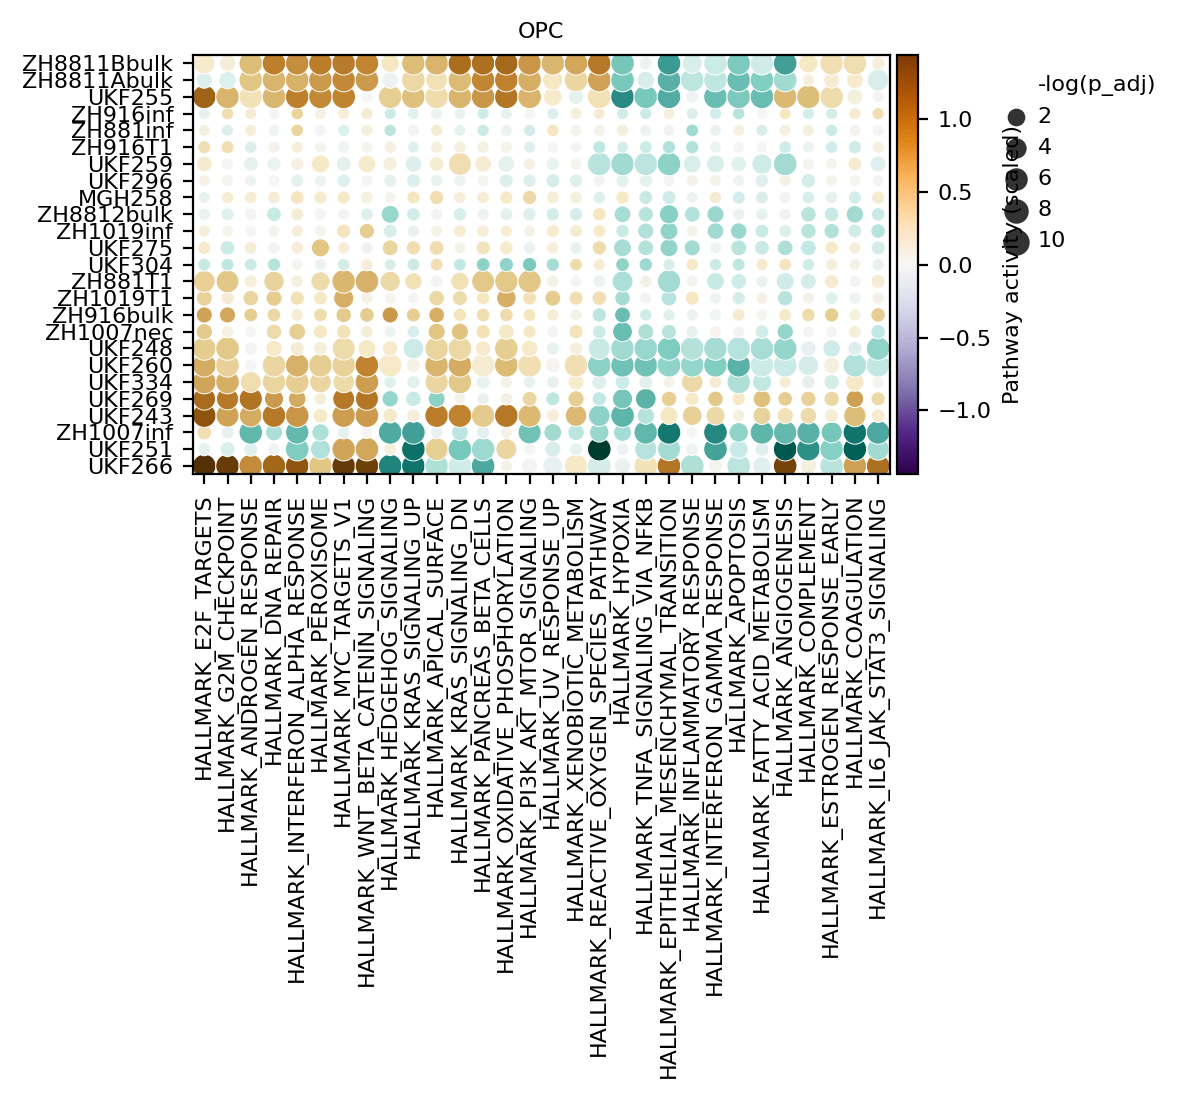 OPC
ZH8811Bbulk
ZH8811Abulk
UKF255
ZH916inf
ZH881inf
ZH916T1
UKF259
UKF296
MGH258
ZH8812bulk
ZH1019inf
UKF275
UKF304
ZH881T1
ZH1019T1
ZH916bulk
ZH1007nec
UKF248
UKF260
UKF334
UKF269
UKF243
ZH1007inf
UKF251
UKF266
HALLMARK_E2F_TARGETS
HALLMARK_G2M_CHECKPOINT
HALLMARK_ANDROGEN_RESPONSE
HALLMARK_DNA_REPAIR
HALLMARK_INTERFERON_ALPHA_RESPONSE
HALLMARK_PEROXISOME
HALLMARK_MYC_TARGETS_V1
HALLMARK_WNT_BETA_CATENIN_SIGNALING
HALLMARK_HEDGEHOG_SIGNALING
HALLMARK_KRAS_SIGNALING_UP
HALLMARK_APICAL_SURFACE
HALLMARK_KRAS_SIGNALING_DN
HALLMARK_PANCREAS_BETA_CELLS
HALLMARK_OXIDATIVE_PHOSPHORYLATION
HALLMARK_PI3K_AKT_MTOR_SIGNALING
HALLMARK_UV_RESPONSE_UP
HALLMARK_XENOBIOTIC_METABOLISM
HALLMARK_REACTIVE_OXYGEN_SPECIES_PATHWAY
HALLMARK_HYPOXIA
HALLMARK_TNFA_SIGNALING_VIA_NFKB
HALLMARK_EPITHELIAL_MESENCHYMAL_TRANSITION
HALLMARK_INFLAMMATORY_RESPONSE
HALLMARK_INTERFERON_GAMMA_RESPONSE
HALLMARK_APOPTOSIS
HALLMARK_FATTY_ACID_METABOLISM
HALLMARK_ANGIOGENESIS
HALLMARK_COMPLEMENT
HALLMARK_ESTROGEN_RESPONSE_EARLY
HALLMARK_COAGULATION
HALLMARK_IL6_JAK_STAT3_SIGNALING
1.0
0.5
0.0
−0.5
−1.0
Pathway activity (scaled)
-log(p_adj)
2
4
6
8
10